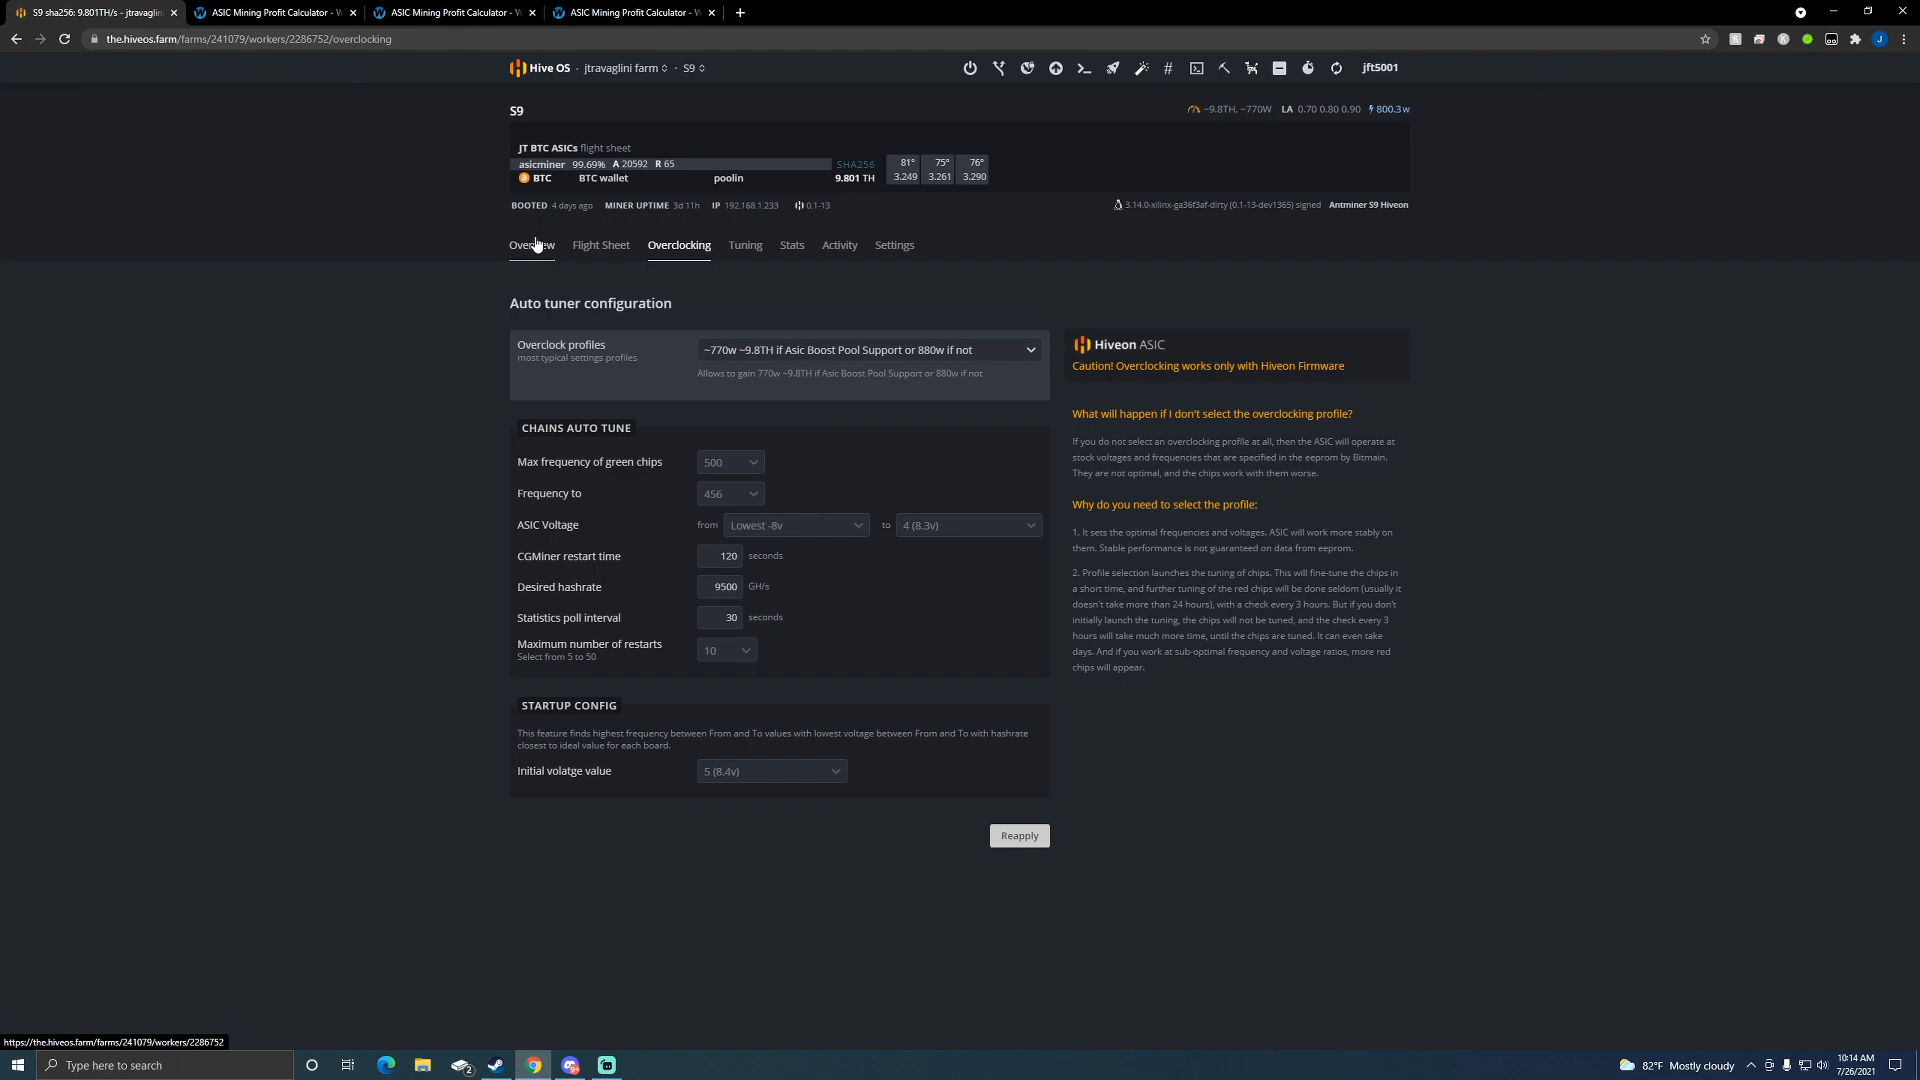 S9 sha256: 9.801TH/s - jtravaglin
ASIC Mining Profit Calculator - W
ASIC Mining Profit Calculator - W
ASIC Mining Profit Calculator - W
the.hiveos.farm/farms/241079/workers/2286752/overclocking
Hive OS · jtravaglini farm · S9
jft5001
S9
~9.8TH, ~770W LA 0.70 0.80 0.90 800.3 w
JT BTC ASICs flight sheet
asicminer 99.69% A 20592 R 65 SHA256 81° 75° 76°
BTC BTC wallet poolin 9.801 TH 3.249 3.261 3.290
BOOTED 4 days ago MINER UPTIME 3d 11h IP 192.168.1.233 0.1-13
3.14.0-xilinx-ga36f3af-dirty (0.1-13-dev1365) signed Antminer S9 Hiveon
Overview Flight Sheet Overclocking Tuning Stats Activity Settings
Auto tuner configuration
Overclock profiles
most typical settings profiles
~770w ~9.8TH if Asic Boost Pool Support or 880w if not
Allows to gain 770w ~9.8TH if Asic Boost Pool Support or 880w if not
CHAINS AUTO TUNE
Max frequency of green chips 500
Frequency to 456
ASIC Voltage from Lowest -8v to 4 (8.3v)
CGMiner restart time 120 seconds
Desired hashrate 9500 GH/s
Statistics poll interval 30 seconds
Maximum number of restarts 10
Select from 5 to 50
STARTUP CONFIG
This feature finds highest frequency between From and To values with lowest voltage between From and To with hashrate
closest to ideal value for each board.
Initial volatge value 5 (8.4v)
Reapply
Hiveon ASIC
Caution! Overclocking works only with Hiveon Firmware
What will happen if I don't select the overclocking profile?
If you do not select an overclocking profile at all, then the ASIC will operate at
stock voltages and frequencies that are specified in the eeprom by Bitmain.
They are not optimal, and the chips work with them worse.
Why do you need to select the profile:
1. It sets the optimal frequencies and voltages. ASIC will work more stably on
them. Stable performance is not guaranteed on data from eeprom.
2. Profile selection launches the tuning of chips. This will fine-tune the chips in
a short time, and further tuning of the red chips will be done seldom (usually it
doesn't take more than 24 hours), with a check every 3 hours. But if you don't
initially launch the tuning, the chips will not be tuned, and the check every 3
hours will take much more time, until the chips are tuned. It can even take
days. And if you work at sub-optimal frequency and voltage ratios, more red
chips will appear.
https://the.hiveos.farm/farms/241079/workers/2286752
Type here to search
2
82°F Mostly cloudy
10:14 AM
7/26/2021